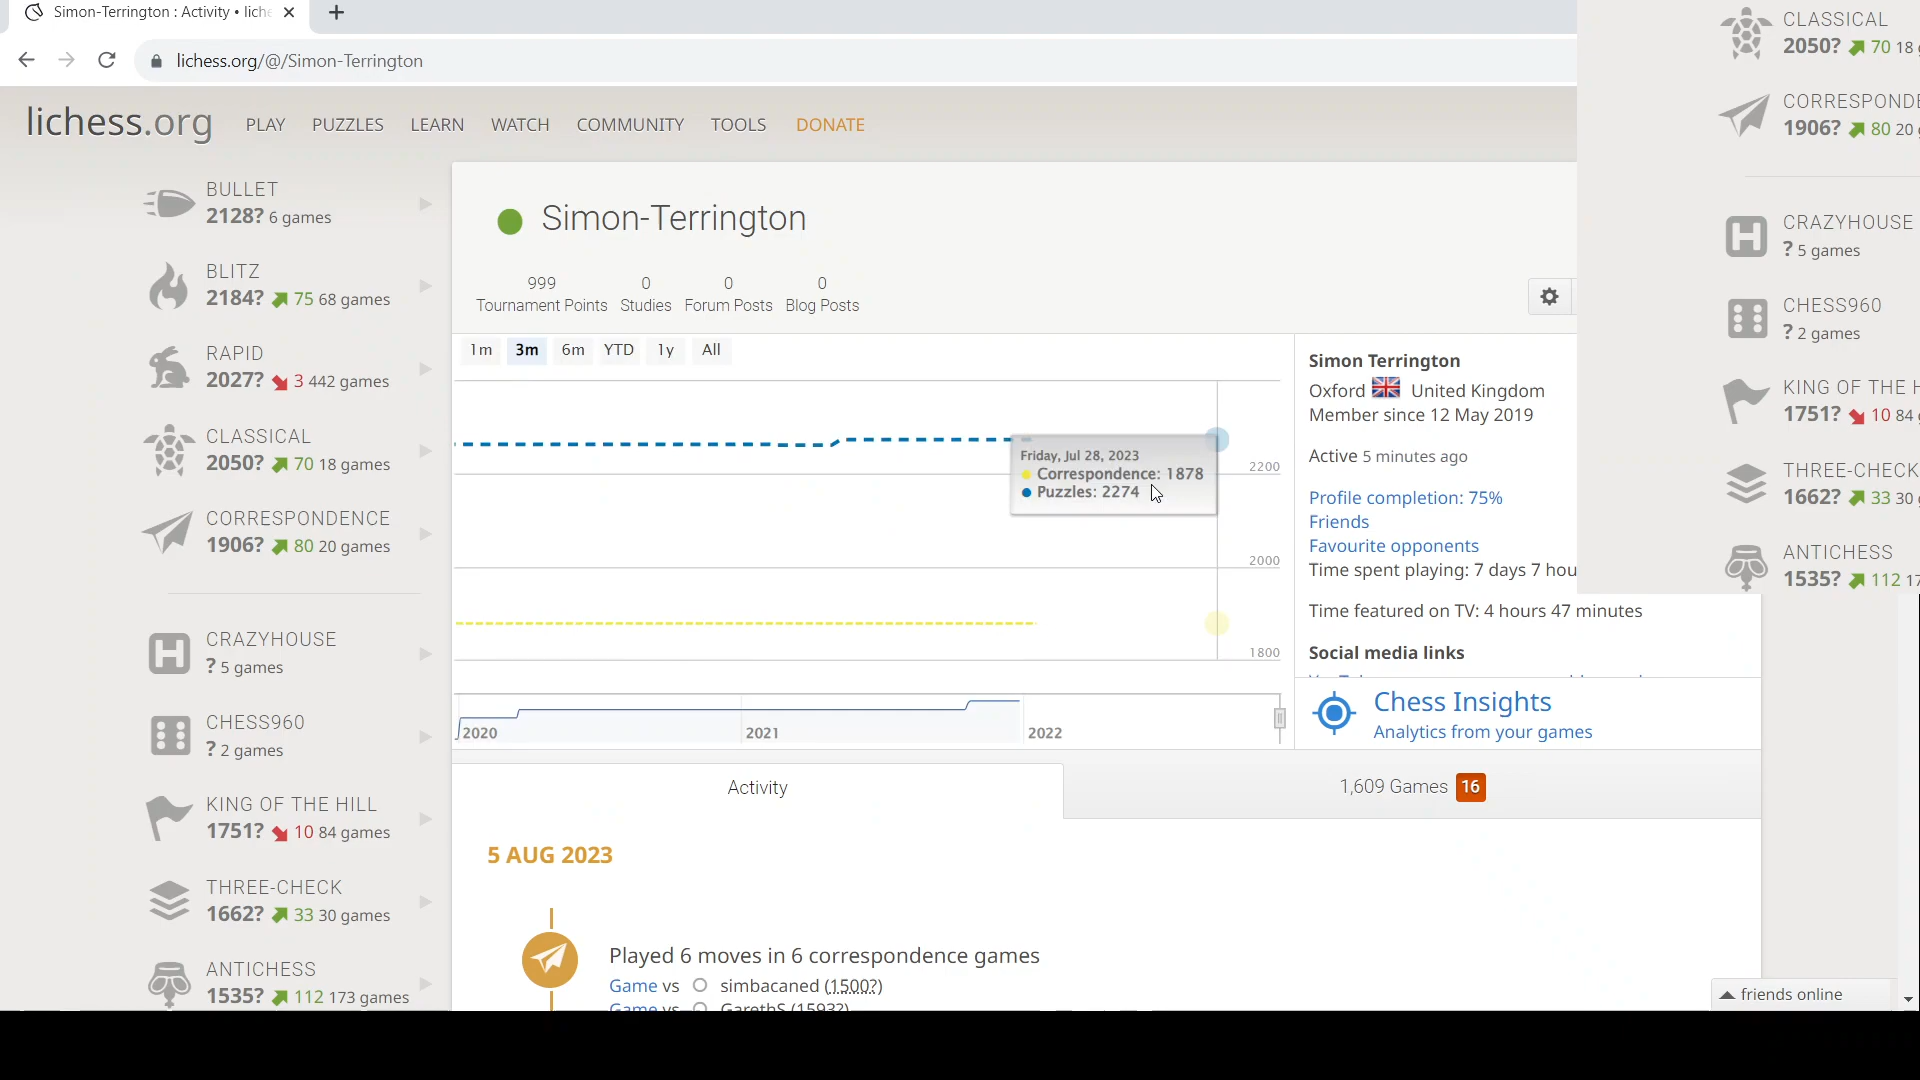 Simon-Terrington : Activity • lich
lichess.org/@/Simon-Terrington
lichess.org PLAY PUZZLES LEARN WATCH COMMUNITY TOOLS DONATE
BULLET
2128? 6 games
BLITZ
2184? 75 68 games
RAPID
2027? 3 442 games
CLASSICAL
2050? 70 18 games
CORRESPONDENCE
1906? 80 20 games
CRAZYHOUSE
? 5 games
CHESS960
? 2 games
KING OF THE HILL
1751? 10 84 games
THREE-CHECK
1662? 33 30 games
ANTICHESS
1535? 112 173 games
Simon-Terrington
999 0 0 0
Tournament Points Studies Forum Posts Blog Posts
1m 3m 6m YTD 1y All
Friday, Jul 28, 2023
Correspondence: 1878
Puzzles: 2274
2200
2000
1800
2020 2021 2022
Simon Terrington
Oxford United Kingdom
Member since 12 May 2019
Active 5 minutes ago
Profile completion: 75%
Friends
Favourite opponents
Time spent playing: 7 days 7 hou
Time featured on TV: 4 hours 47 minutes
Social media links
Chess Insights
Analytics from your games
Activity
1,609 Games 16
5 AUG 2023
Played 6 moves in 6 correspondence games
Game vs simbacaned (1500?)
Game vs GarethS (1593?)
friends online
CLASSICAL
2050? 70 18
CORRESPONDE
1906? 80 20
CRAZYHOUSE
? 5 games
CHESS960
? 2 games
KING OF THE H
1751? 10 84
THREE-CHECK
1662? 33 30
ANTICHESS
1535? 112 17